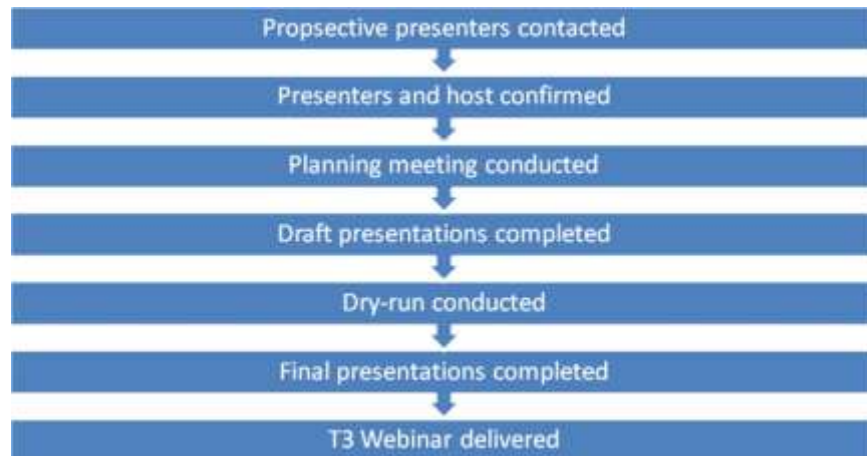 Propsective presenters contacted
Presenters and host confirmed
Planning meeting conducted
Draft presentations completed
Dry-run conducted
Final presentations completed
T3 Webinar delivered